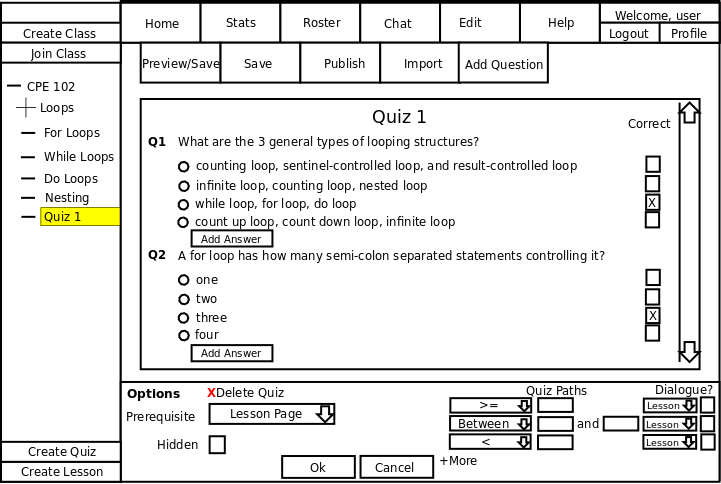 Home Stats Roster Chat Edit Help Welcome, user
Logout Profile
Create Class
Join Class
Preview/Save Save Publish Import Add Question
CPE 102
Loops
For Loops
While Loops
Do Loops
Nesting
Quiz 1
Quiz 1
Correct
Q1 What are the 3 general types of looping structures?
counting loop, sentinel-controlled loop, and result-controlled loop
infinite loop, counting loop, nested loop
while loop, for loop, do loop X
count up loop, count down loop, infinite loop
Add Answer
Q2 A for loop has how many semi-colon separated statements controlling it?
one
two
three X
four
Add Answer
Options XDelete Quiz Quiz Paths Dialogue?
Prerequisite Lesson Page >= Lesson
Between and Lesson
Hidden < Lesson
+More
Ok Cancel
Create Quiz
Create Lesson